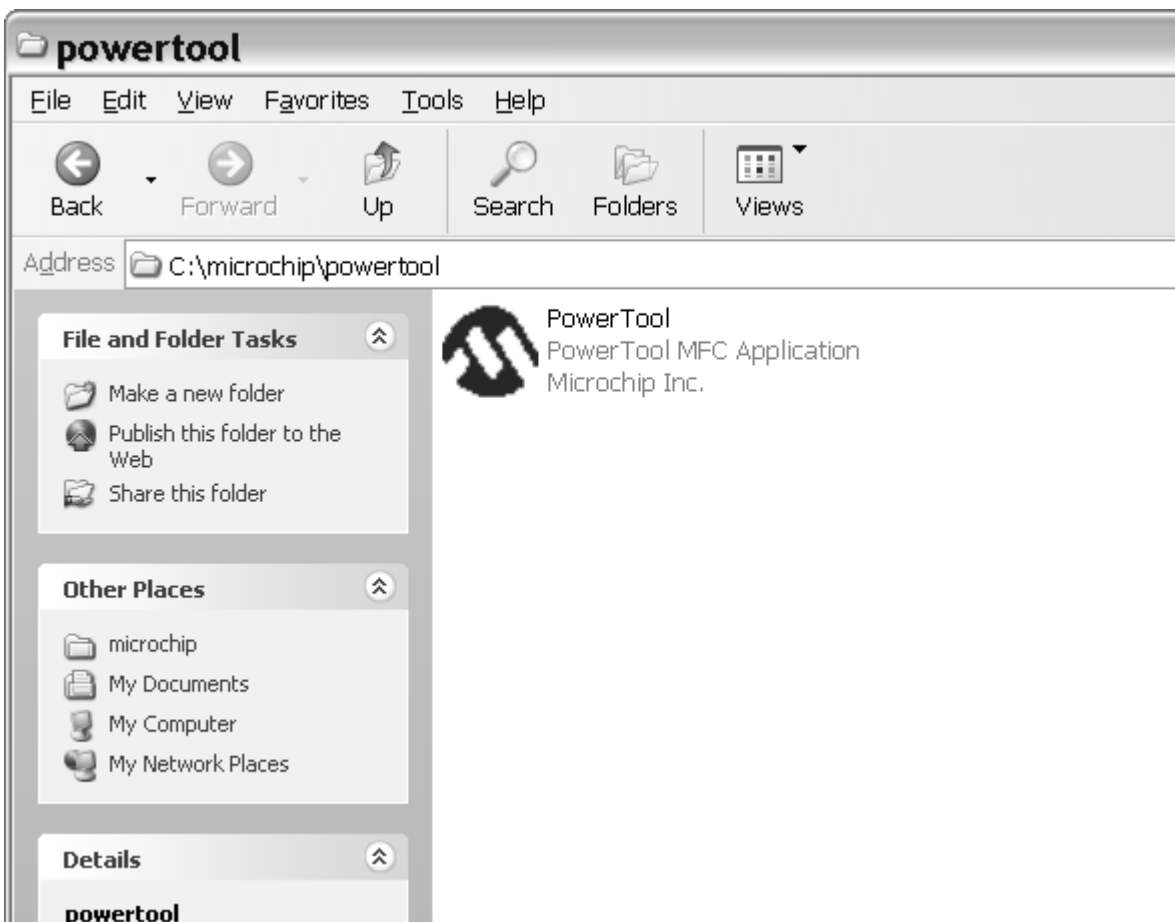 powertool
File Edit View Favorites Tools Help
Back Forward Up Search Folders Views
Address C:\microchip\powertool
File and Folder Tasks
Make a new folder
Publish this folder to the
Web
Share this folder
Other Places
microchip
My Documents
My Computer
My Network Places
Details
powertool
PowerTool
PowerTool MFC Application
Microchip Inc.